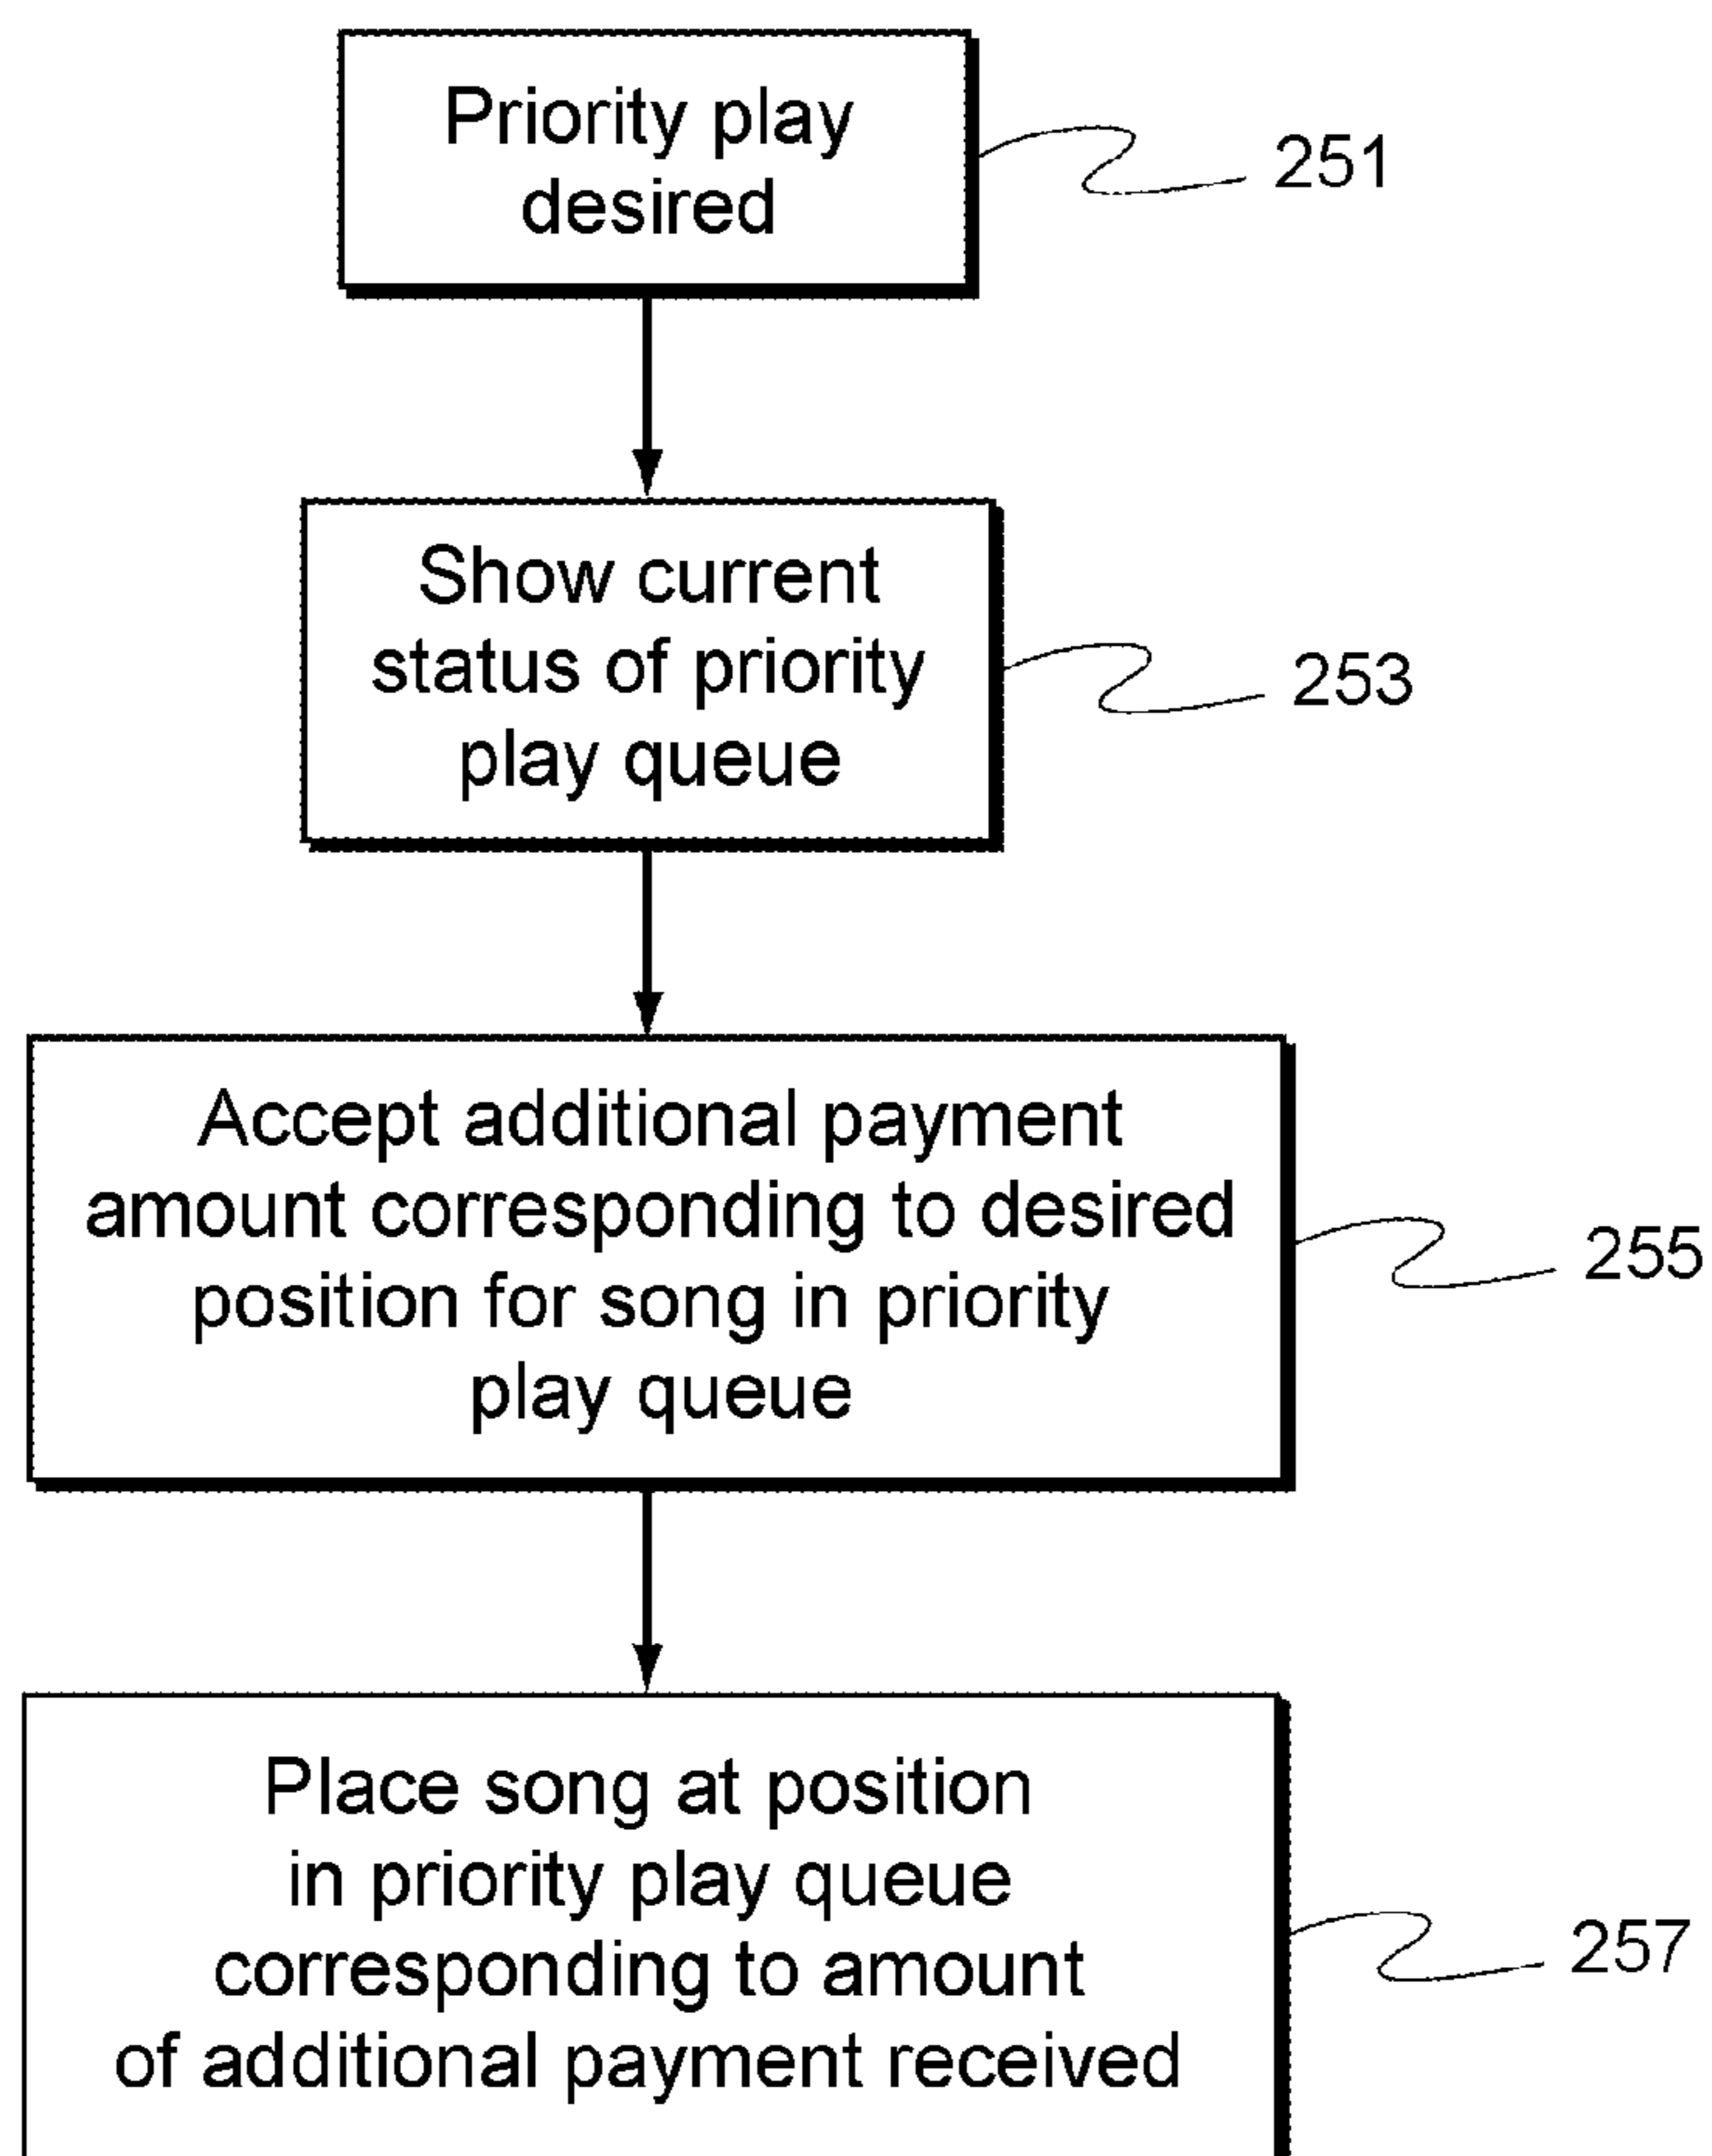 Priority play
desired
251
Show current
status of priority
play queue
253
Accept additional payment
amount corresponding to desired
position for song in priority
play queue
255
Place song at position
in priority play queue
corresponding to amount
of additional payment received
257